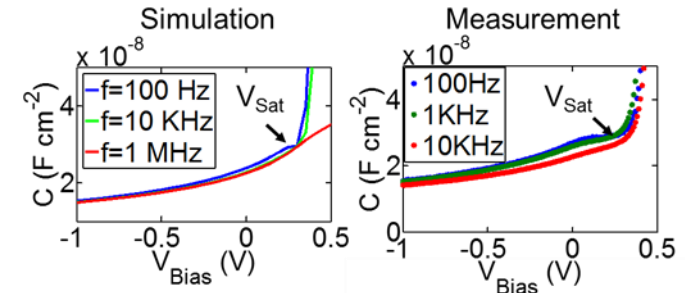 Simulation
x 10^-8
f=100 Hz
f=10 KHz
f=1 MHz
V_Sat
4
2
C (F cm^-2)
-1 -0.5 0 0.5
V_Bias (V)
Measurement
x 10^-8
100Hz
1KHz
10KHz
V_Sat
4
2
0
C (F cm^-2)
-1 -0.5 0 0.5
V_Bias (V)